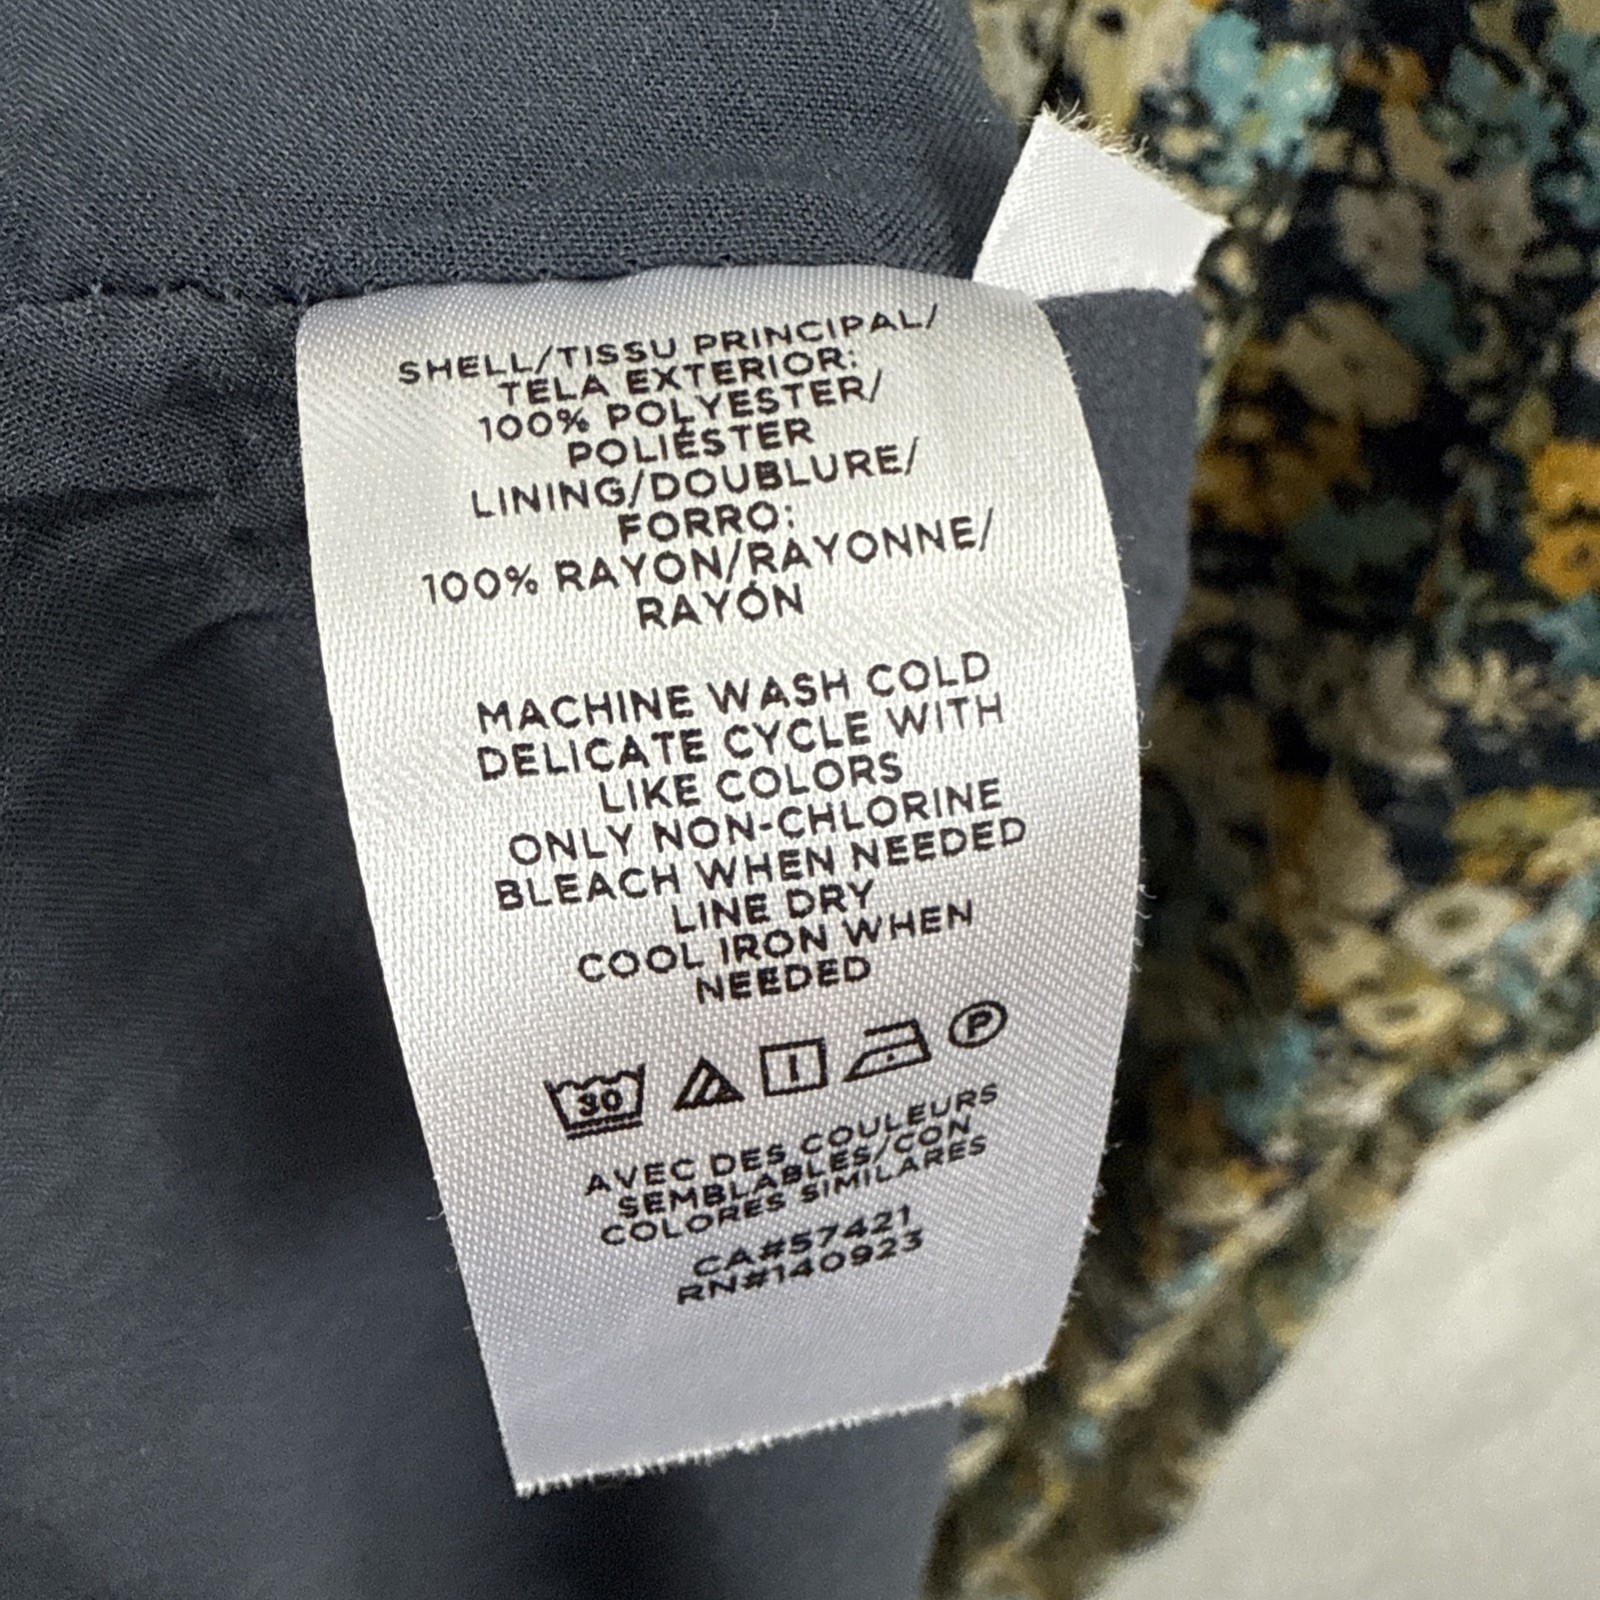 SHELL/TISSU PRINCIPAL/
TELA EXTERIOR:
100% POLYESTER/
POLIÉSTER
LINING/DOUBLURE/
FORRO:
100% RAYON/RAYONNE/
RAYÓN
MACHINE WASH COLD
DELICATE CYCLE WITH
LIKE COLORS
ONLY NON-CHLORINE
BLEACH WHEN NEEDED
LINE DRY
COOL IRON WHEN
NEEDED
30 P
AVEC DES COULEURS
SEMBLABLES/CON
COLORES SIMILARES
CA#57421
RN#140923